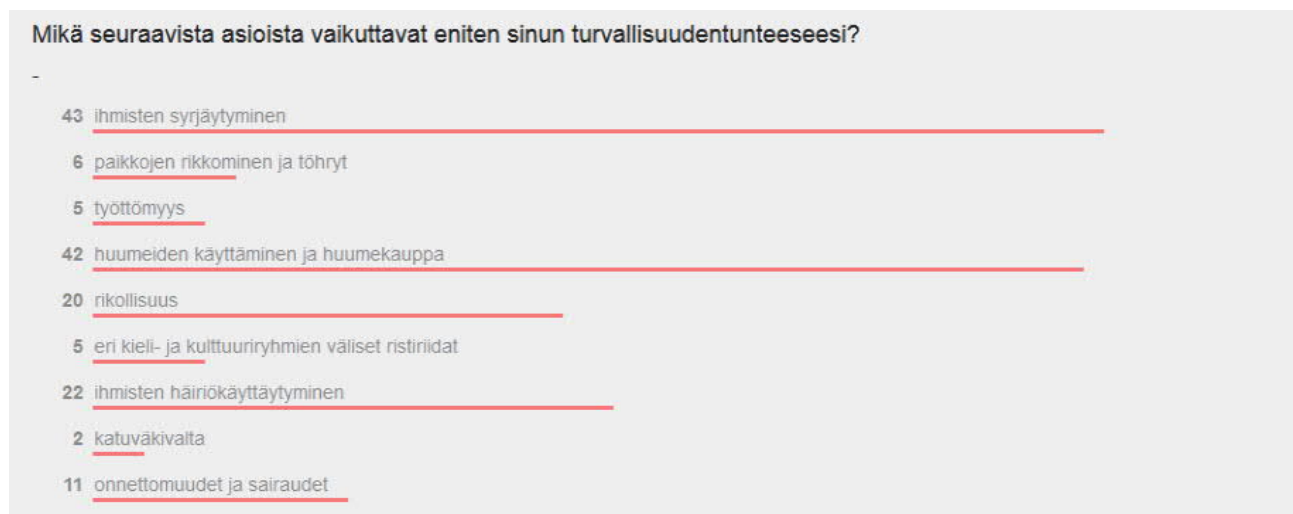 Mikä seuraavista asioista vaikuttavat eniten sinun turvallisuudentunteeseesi?
-
43 ihmisten syrjäytyminen
6 paikkojen rikkominen ja töhryt
5 työttömyys
42 huumeiden käyttäminen ja huumekauppa
20 rikollisuus
5 eri kieli- ja kulttuuriryhmien väliset ristiriidat
22 ihmisten häiriökäyttäytyminen
2 katuväkivalta
11 onnettomuudet ja sairaudet